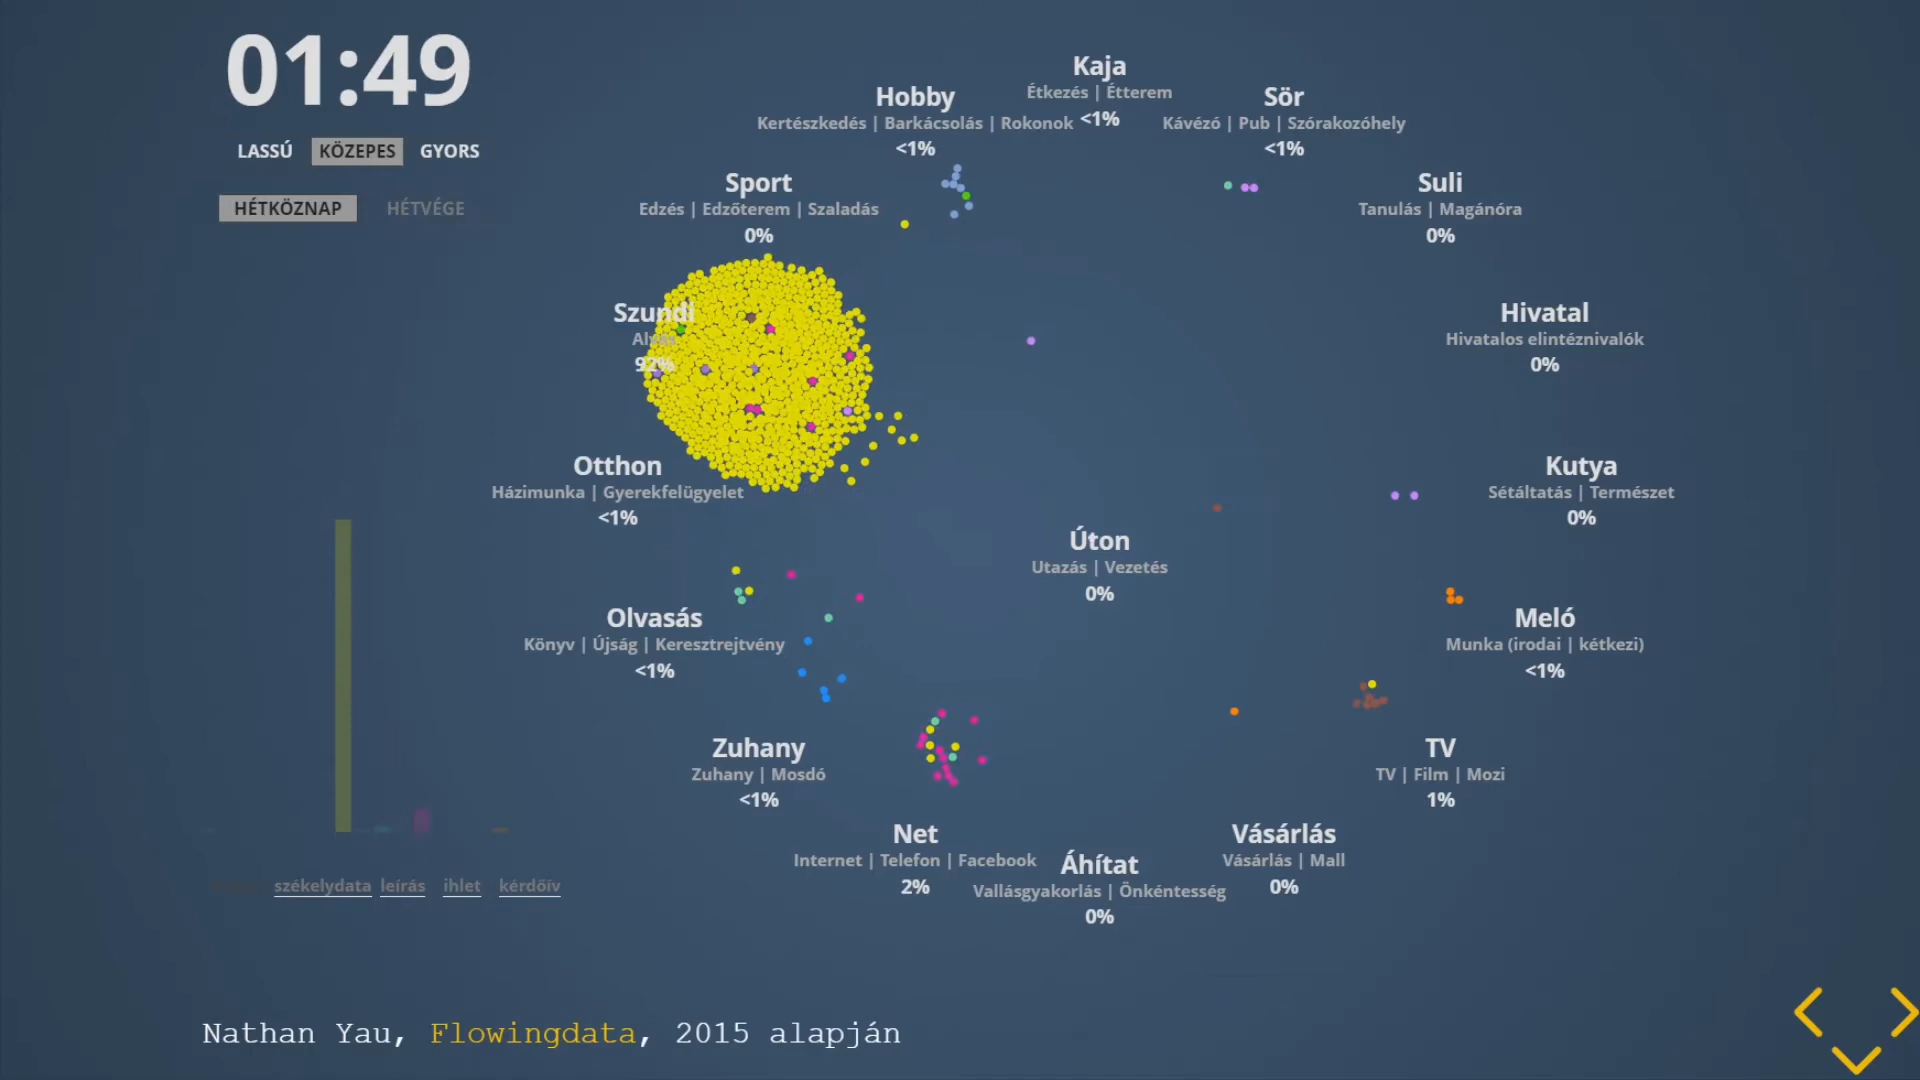 01:49
LASSÚ KÖZEPES GYORS
HÉTKÖZNAP HÉTVÉGE
Kaja
Étkezés | Étterem
<1%
Hobby
Kertészkedés | Barkácsolás | Rokonok
<1%
Sör
Kávézó | Pub | Szórakozóhely
<1%
Sport
Edzés | Edzőterem | Szaladás
0%
Suli
Tanulás | Magánóra
0%
Szundi
Alvás
92%
Hivatal
Hivatalos elintéznivalók
0%
Otthon
Házimunka | Gyerekfelügyelet
<1%
Kutya
Sétáltatás | Természet
0%
Úton
Utazás | Vezetés
0%
Olvasás
Könyv | Újság | Keresztrejtvény
<1%
Meló
Munka (irodai | kétkezi)
<1%
Zuhany
Zuhany | Mosdó
<1%
TV
TV | Film | Mozi
1%
Net
Internet | Telefon | Facebook
2%
Áhítat
Vallásgyakorlás | Önkéntesség
0%
Vásárlás
Vásárlás | Mall
0%
székelydata leírás ihlet kérdőív
Nathan Yau, Flowingdata, 2015 alapján